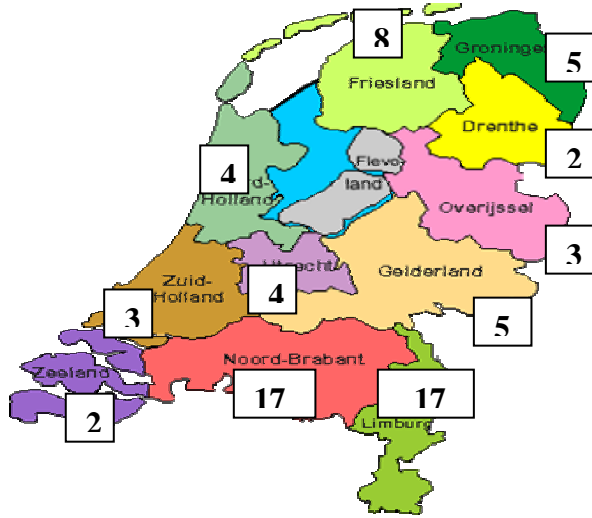 8
Groninge
5
Friesland
Drenthe
2
4
Flevo
land
d-
Holland
Overijssel
3
Zuid-
Holland
Utrecht
4
Gelderland
3
5
Zeeland
2
Noord-Brabant
17
17
Limburg